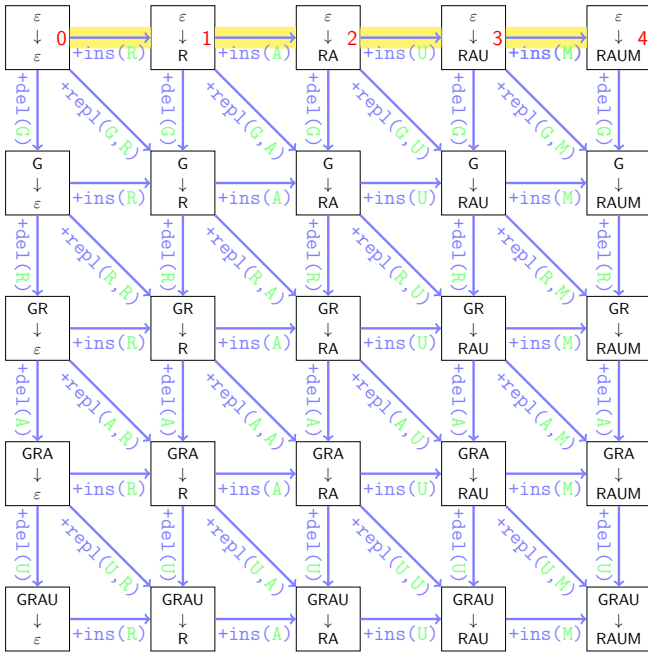 ε ε ε ε ε
↓ 0 ↓ 1 ↓ 2 ↓ 3 ↓ 4
ε R RA RAU RAUM
+ins(R) +ins(A) +ins(U) +ins(M)
+del(G) +repl(G,R) +del(G) +repl(G,A) +del(G) +repl(G,U) +del(G) +repl(G,M) +del(G)
G G G G G
↓ ↓ ↓ ↓ ↓
ε R RA RAU RAUM
+ins(R) +ins(A) +ins(U) +ins(M)
+del(R) +repl(R,R) +del(R) +repl(R,A) +del(R) +repl(R,U) +del(R) +repl(R,M) +del(R)
GR GR GR GR GR
↓ ↓ ↓ ↓ ↓
ε R RA RAU RAUM
+ins(R) +ins(A) +ins(U) +ins(M)
+del(A) +repl(A,R) +del(A) +repl(A,A) +del(A) +repl(A,U) +del(A) +repl(A,M) +del(A)
GRA GRA GRA GRA GRA
↓ ↓ ↓ ↓ ↓
ε R RA RAU RAUM
+ins(R) +ins(A) +ins(U) +ins(M)
+del(U) +repl(U,R) +del(U) +repl(U,A) +del(U) +repl(U,U) +del(U) +repl(U,M) +del(U)
GRAU GRAU GRAU GRAU GRAU
↓ ↓ ↓ ↓ ↓
ε R RA RAU RAUM
+ins(R) +ins(A) +ins(U) +ins(M)